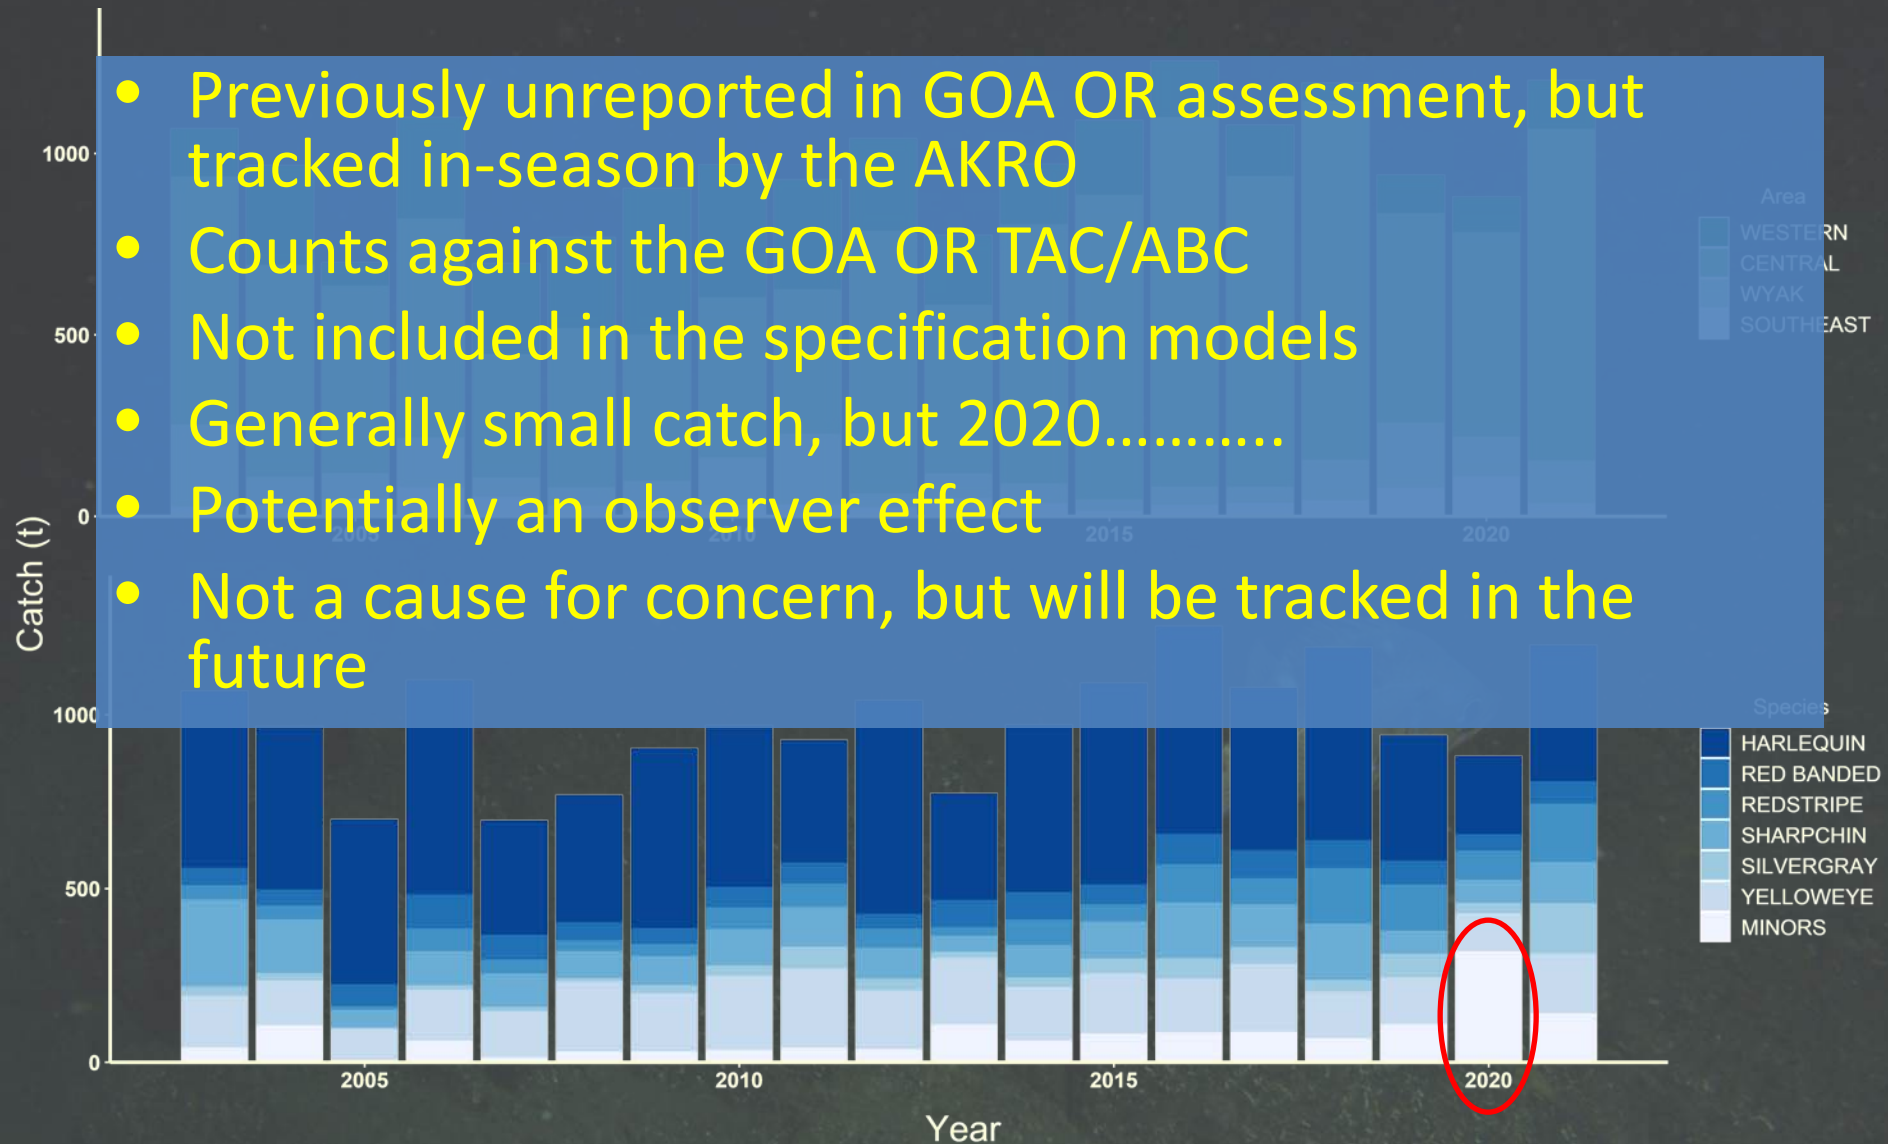 • Previously unreported in GOA OR assessment, but
tracked in-season by the AKRO
• Counts against the GOA OR TAC/ABC
• Not included in the specification models
• Generally small catch, but 2020...........
• Potentially an observer effect
• Not a cause for concern, but will be tracked in the
future
1000
500
0
2005
2010
2015
2020
Area
WESTERN
CENTRAL
WYAK
SOUTHEAST
Catch (t)
1000
500
0
2005
2010
2015
2020
Year
Species
HARLEQUIN
RED BANDED
REDSTRIPE
SHARPCHIN
SILVERGRAY
YELLOWEYE
MINORS